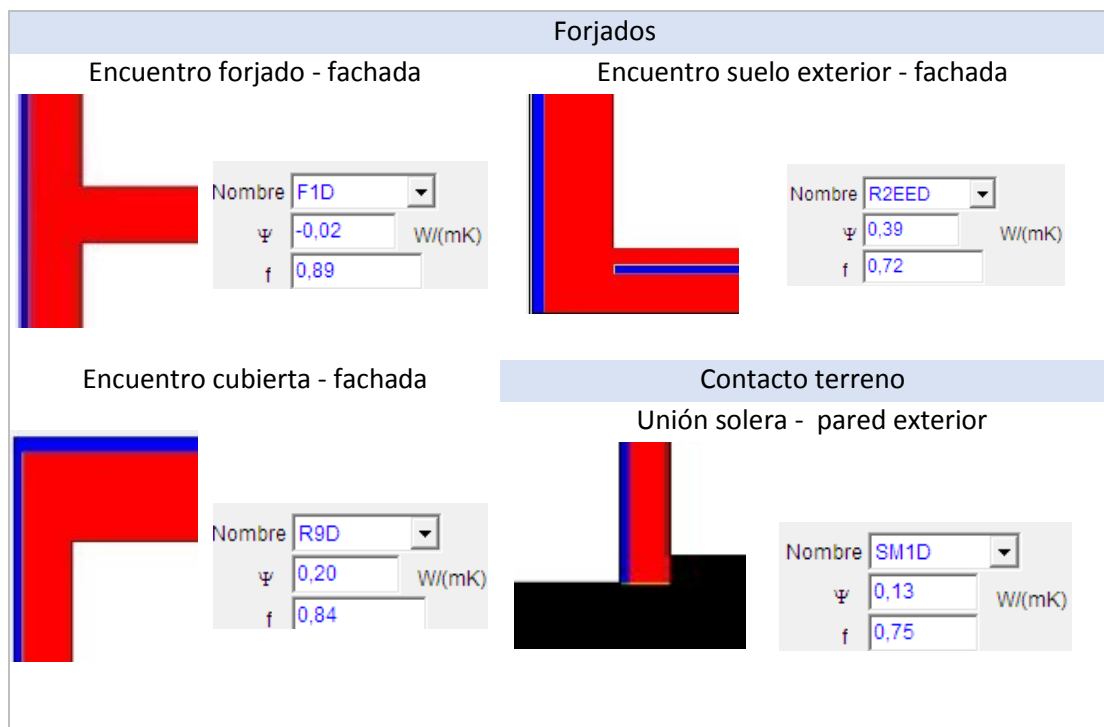 Forjados
Encuentro forjado - fachada
Nombre F1D
Ψ -0,02 W/(mK)
f 0,89
Encuentro suelo exterior - fachada
Nombre R2EED
Ψ 0,39 W/(mK)
f 0,72
Encuentro cubierta - fachada
Nombre R9D
Ψ 0,20 W/(mK)
f 0,84
Contacto terreno
Unión solera - pared exterior
Nombre SM1D
Ψ 0,13 W/(mK)
f 0,75